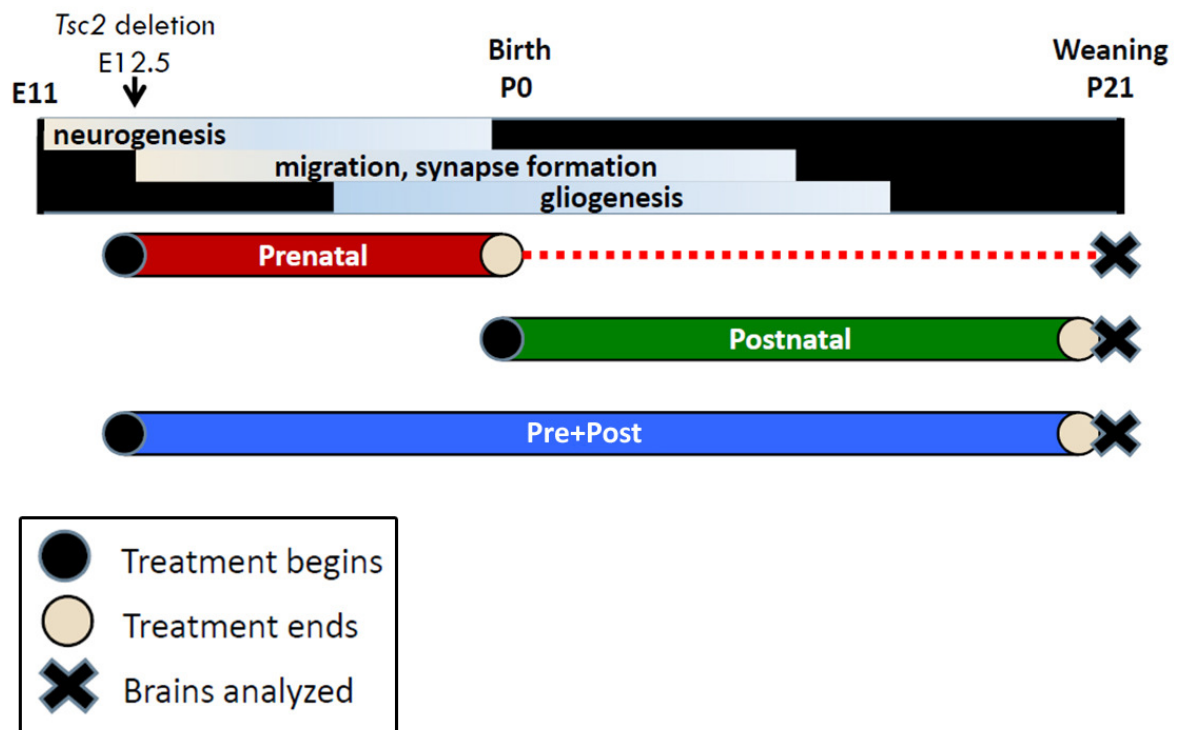 Tsc2 deletion
E12.5
E11
Birth
P0
Weaning
P21
neurogenesis
migration, synapse formation
gliogenesis
Prenatal
Postnatal
Pre+Post
Treatment begins
Treatment ends
Brains analyzed